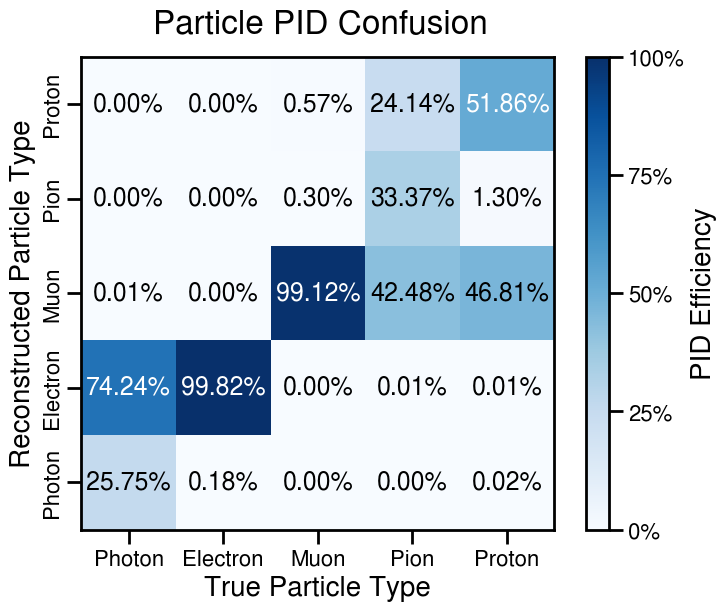 Particle PID Confusion
Reconstructed Particle Type
Proton
0.00% 0.00% 0.57% 24.14% 51.86%
Pion
0.00% 0.00% 0.30% 33.37% 1.30%
Muon
0.01% 0.00% 99.12% 42.48% 46.81%
Electron
74.24% 99.82% 0.00% 0.01% 0.01%
Photon
25.75% 0.18% 0.00% 0.00% 0.02%
Photon Electron Muon Pion Proton
True Particle Type
100%
75%
50%
25%
0%
PID Efficiency